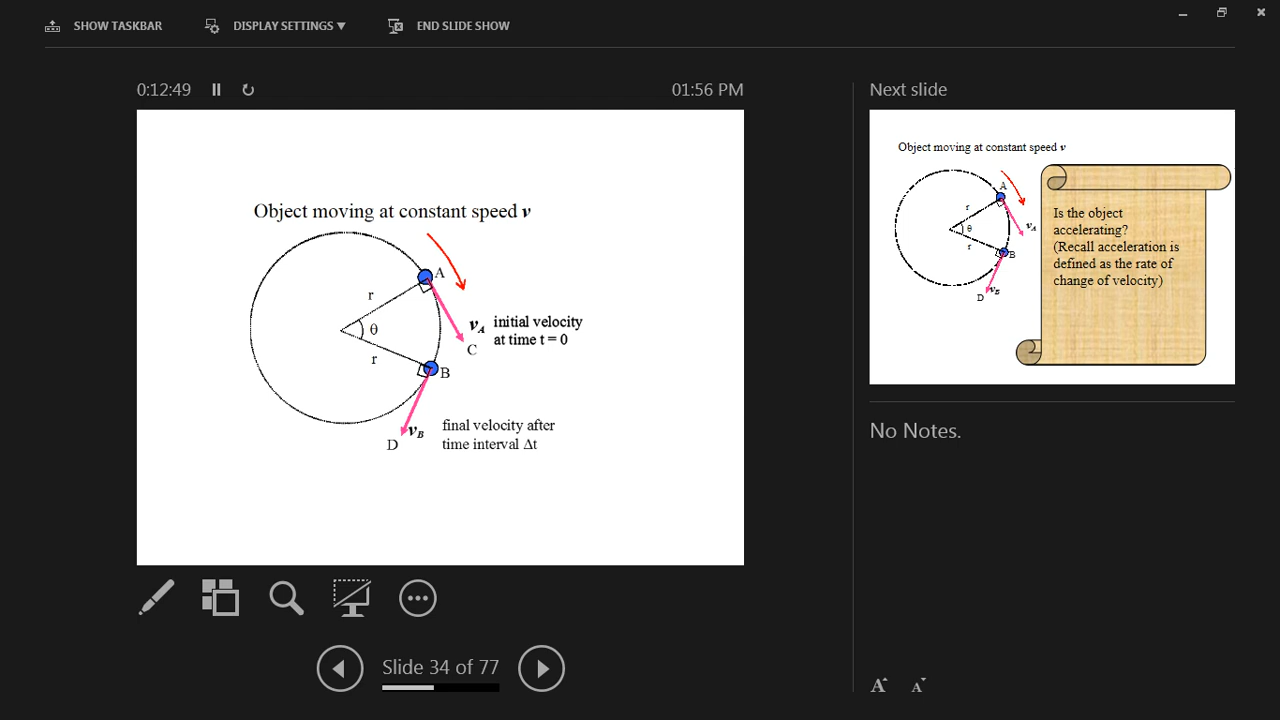 SHOW TASKBAR
DISPLAY SETTINGS ▼
END SLIDE SHOW
0:12:49
01:56 PM
Object moving at constant speed v
A
r
θ
r
vA initial velocity
at time t = 0
C
B
vB
D
final velocity after
time interval Δt
Slide 34 of 77
Next slide
Object moving at constant speed v
A
r
θ
r
vA
B
vB
D
Is the object
accelerating?
(Recall acceleration is
defined as the rate of
change of velocity)
No Notes.
A A